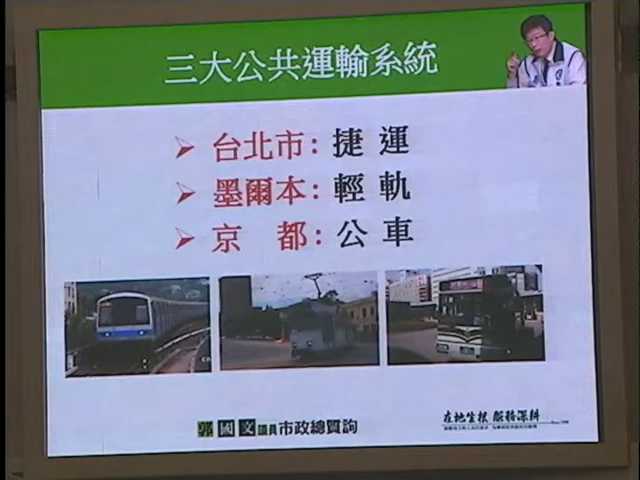 三大公共運輸系統
台北市：捷運
墨爾本：輕軌
京　都：公車
郭國文議員市政總質詢
在地生根 服務深耕